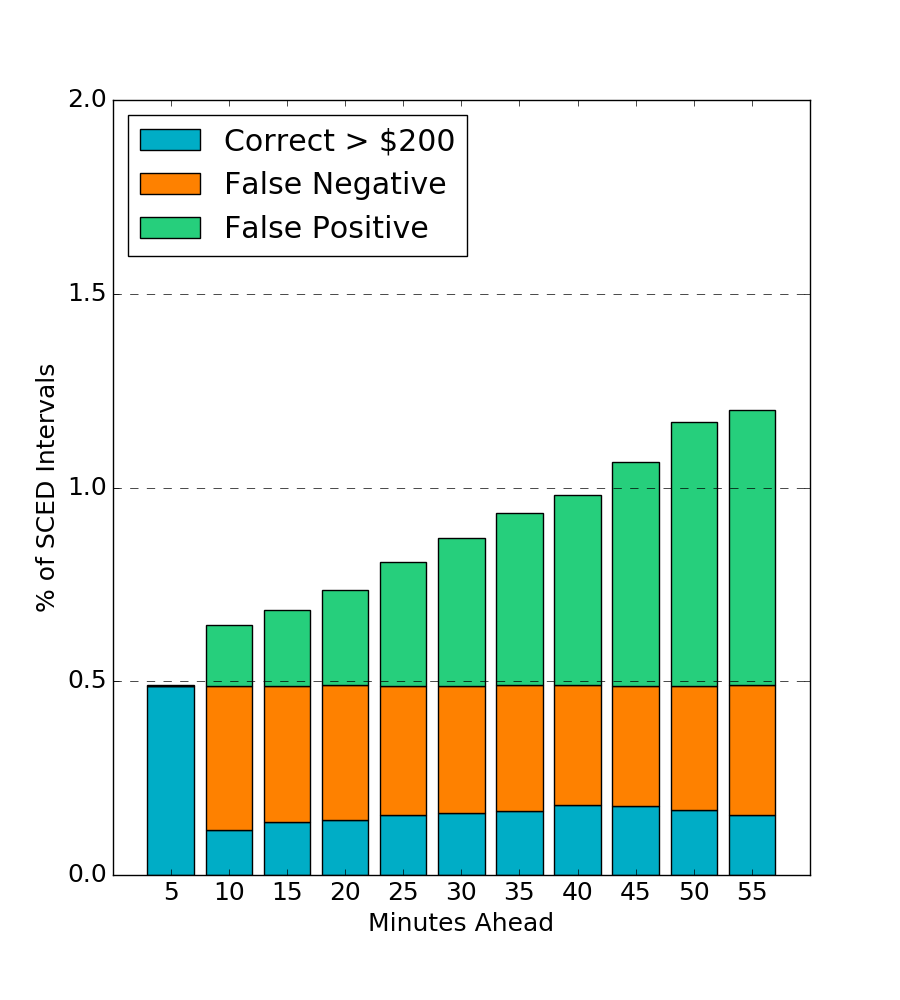 2.0
Correct > $200
False Negative
False Positive
1.5
1.0
0.5
0.0
% of SCED Intervals
5 10 15 20 25 30 35 40 45 50 55
Minutes Ahead